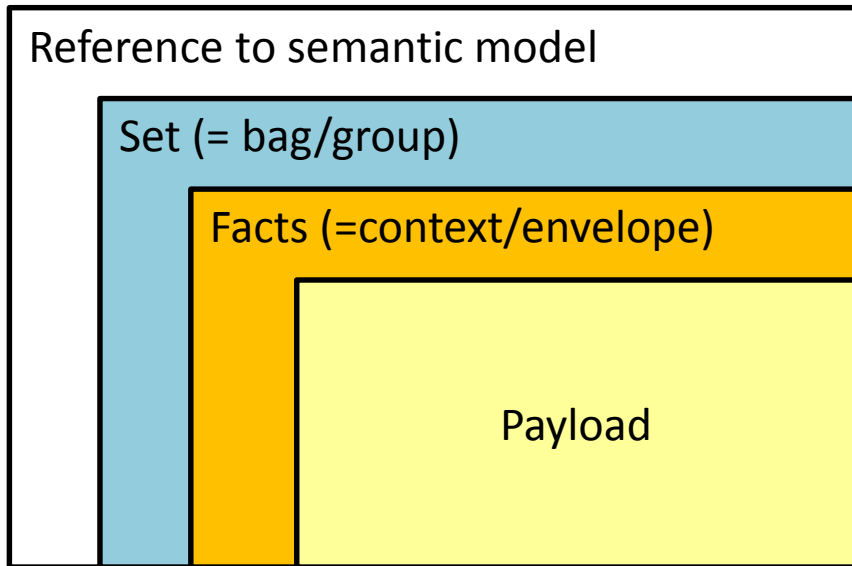 Reference to semantic model
Set (= bag/group)
Facts (=context/envelope)
Payload